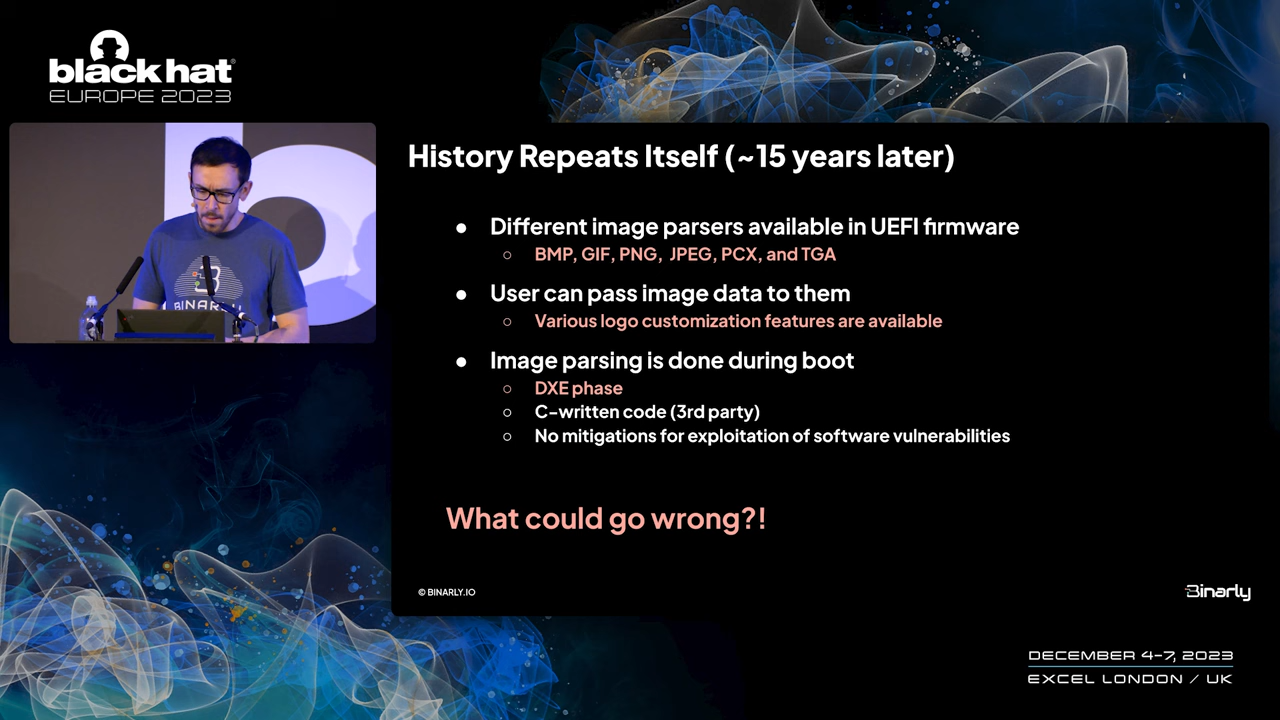 black hat®
EUROPE 2023
BINARLY
History Repeats Itself (~15 years later)
● Different image parsers available in UEFI firmware
○ BMP, GIF, PNG, JPEG, PCX, and TGA
● User can pass image data to them
○ Various logo customization features are available
● Image parsing is done during boot
○ DXE phase
○ C-written code (3rd party)
○ No mitigations for exploitation of software vulnerabilities
What could go wrong?!
© BINARLY.IO
Binarly
DECEMBER 4-7, 2023
EXCEL LONDON / UK